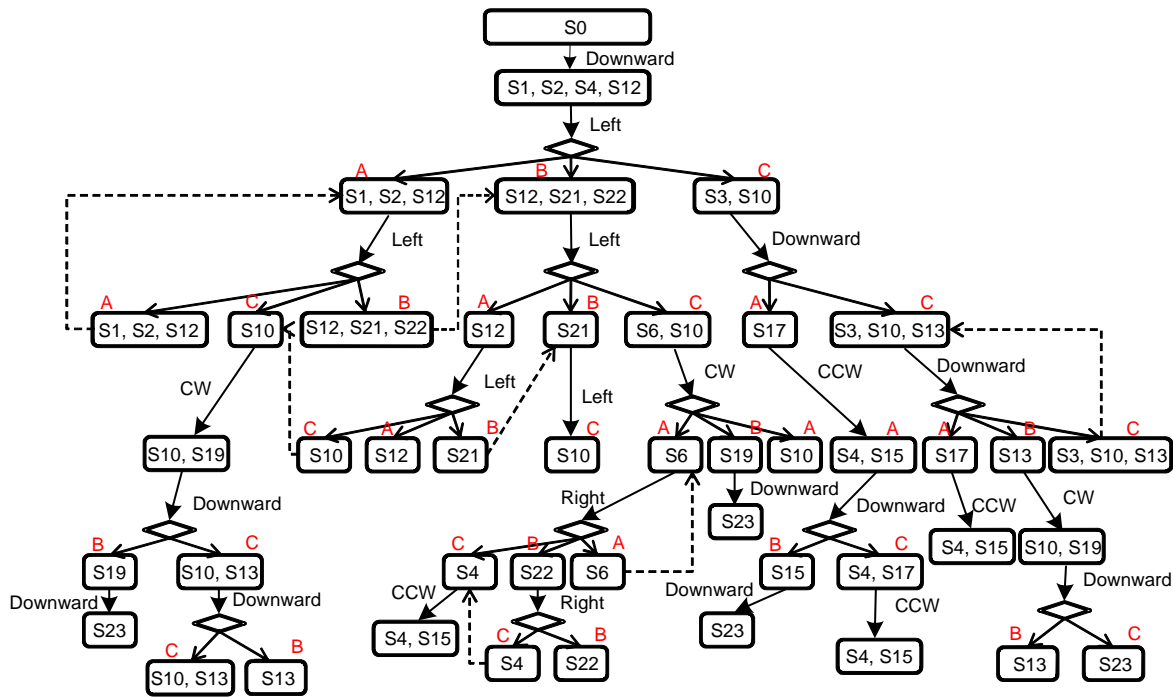 S0
Downward
S1, S2, S4, S12
Left
A
B
C
S1, S2, S12
S12, S21, S22
S3, S10
Left
Left
Downward
A
C
B
A
B
C
A
C
S1, S2, S12
S10
S12, S21, S22
S12
S21
S6, S10
S17
S3, S10, S13
CW
Left
Left
CW
CCW
Downward
C
A
B
C
A
B
A
A
A
B
C
S10, S19
S10
S12
S21
S10
S6
S19
S10
S4, S15
S17
S13
S3, S10, S13
Downward
Right
Downward
Downward
CCW
CW
S23
B
C
C
B
A
B
C
S4, S15
S10, S19
S19
S10, S13
S4
S22
S6
S15
S4, S17
Downward
Downward
CCW
Right
Downward
CCW
Downward
S23
S4, S15
C
B
S23
B
C
C
B
S4
S22
S4, S15
S13
S23
S10, S13
S13